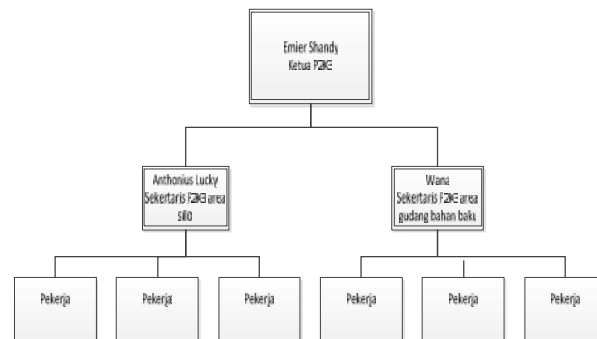 Emier Shandy
Ketua P2K3
Anthonius Lucky
Sekertaris P2K3 area
silo
Wana
Sekertaris P2K3 area
gudang bahan baku
Pekerja
Pekerja
Pekerja
Pekerja
Pekerja
Pekerja